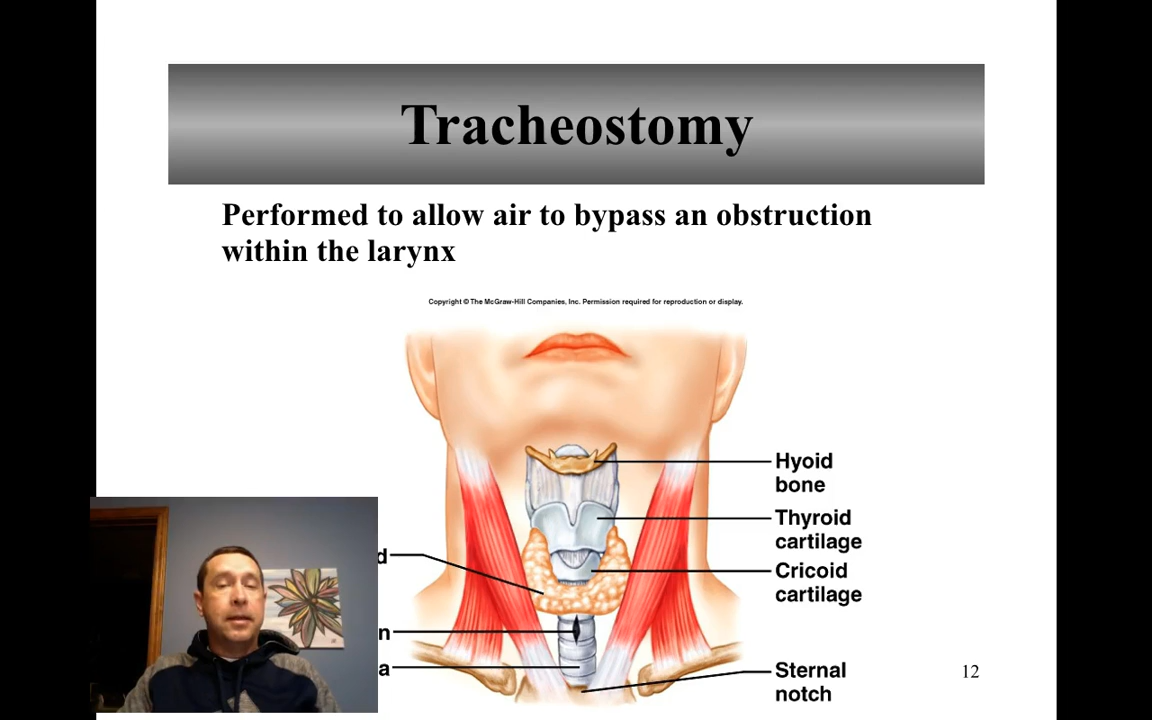 Tracheostomy
Performed to allow air to bypass an obstruction
within the larynx
Copyright © The McGraw-Hill Companies, Inc. Permission required for reproduction or display.
Hyoid
bone
Thyroid
cartilage
d
Cricoid
cartilage
n
a
Sternal
notch
12